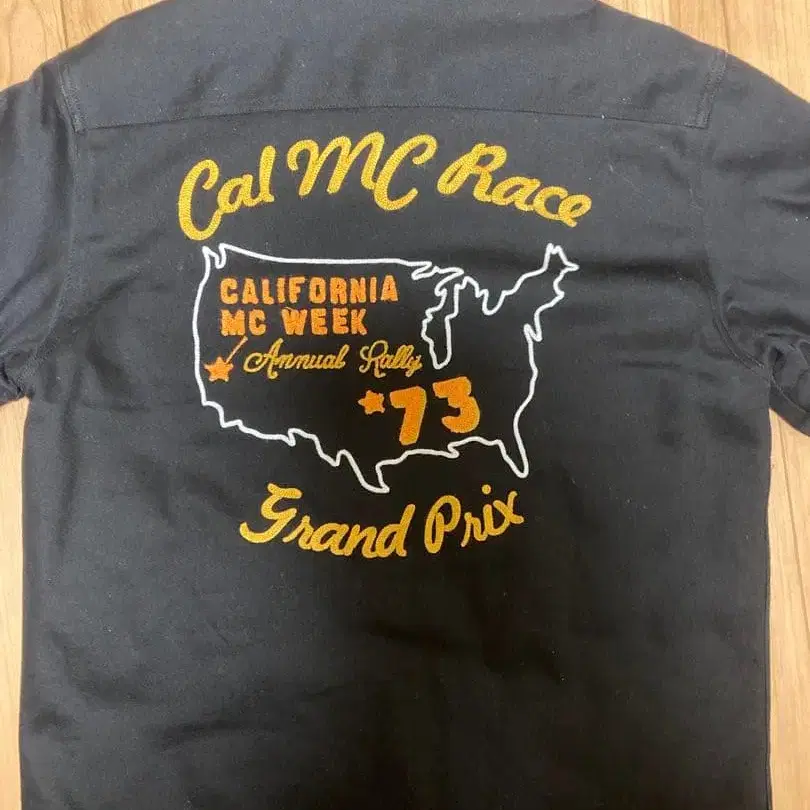 Cal MC Race
CALIFORNIA
MC WEEK
Annual Rally
'73
Grand Prix